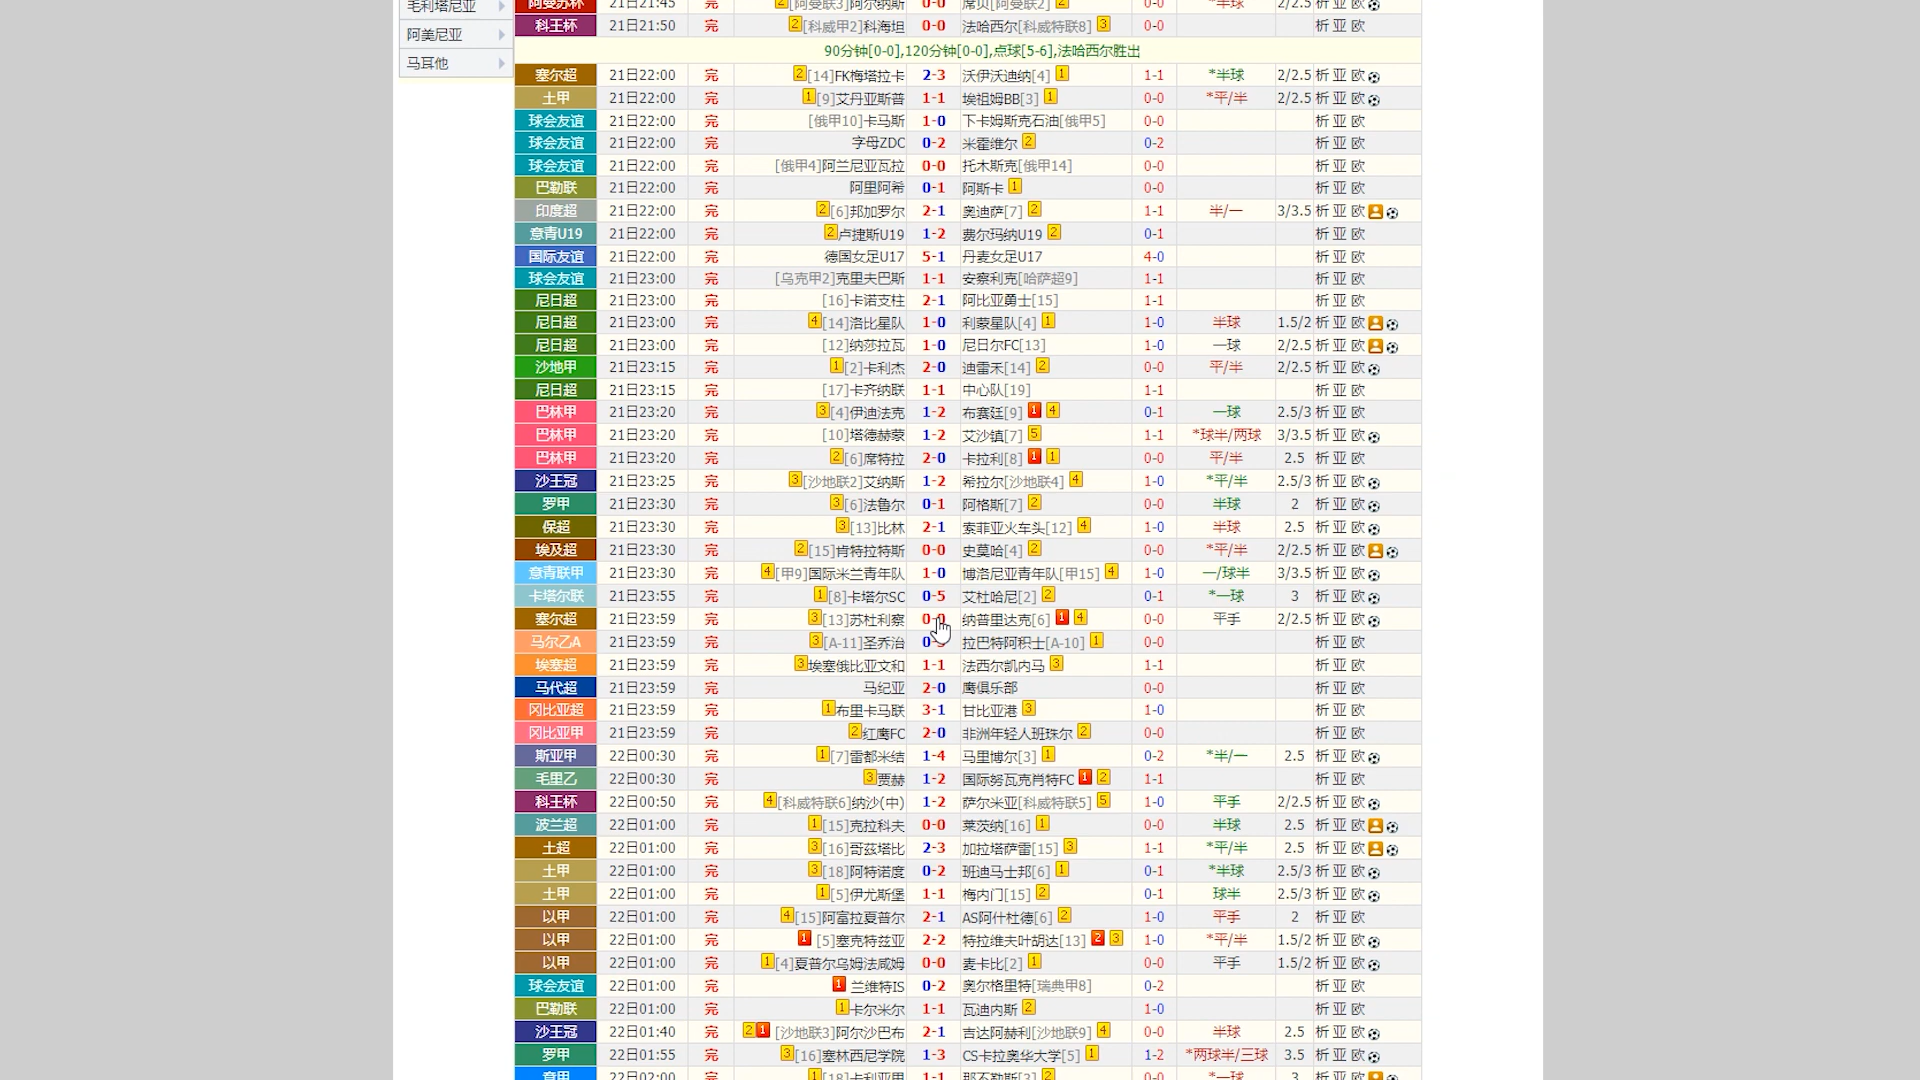 毛利塔尼亚
阿美尼亚
马耳他
阿曼苏杯 21日21:45 完 2[阿曼联3]阿尔纳斯 0-0 席贝[阿曼联2] 2 0-0 *半球 2/2.5 析 亚 欧
科王杯 21日21:50 完 2[科威甲2]科海坦 0-0 法哈西尔[科威特联8] 3 0-0 析 亚 欧
90分钟[0-0],120分钟[0-0],点球[5-6],法哈西尔胜出
塞尔超 21日22:00 完 2[14]FK梅塔拉卡 2-3 沃伊沃迪纳[4] 1 1-1 *半球 2/2.5 析 亚 欧
土甲 21日22:00 完 1[9]艾丹亚斯普 1-1 埃祖姆BB[3] 1 0-0 *平/半 2/2.5 析 亚 欧
球会友谊 21日22:00 完 [俄甲10]卡马斯 1-0 下卡姆斯克石油[俄甲5] 0-0 析 亚 欧
球会友谊 21日22:00 完 字母ZDC 0-2 米霍维尔 2 0-2 析 亚 欧
球会友谊 21日22:00 完 [俄甲4]阿兰尼亚瓦拉 0-0 托木斯克[俄甲14] 0-0 析 亚 欧
巴勒联 21日22:00 完 阿里阿希 0-1 阿斯卡 1 0-0 析 亚 欧
印度超 21日22:00 完 2[6]邦加罗尔 2-1 奥迪萨[7] 2 1-1 半/一 3/3.5 析 亚 欧
意青U19 21日22:00 完 2卢捷斯U19 1-2 费尔玛纳U19 2 0-1 析 亚 欧
国际友谊 21日22:00 完 德国女足U17 5-1 丹麦女足U17 4-0 析 亚 欧
球会友谊 21日23:00 完 [乌克甲2]克里夫巴斯 1-1 安察利克[哈萨超9] 1-1 析 亚 欧
尼日超 21日23:00 完 [16]卡诺支柱 2-1 阿比亚勇士[15] 1-1 析 亚 欧
尼日超 21日23:00 完 4[14]洛比星队 1-0 利蒙星队[4] 1 1-0 半球 1.5/2 析 亚 欧
尼日超 21日23:00 完 [12]纳莎拉瓦 1-0 尼日尔FC[13] 1-0 一球 2/2.5 析 亚 欧
沙地甲 21日23:15 完 1[2]卡利杰 2-0 迪雷禾[14] 2 0-0 平/半 2/2.5 析 亚 欧
尼日超 21日23:15 完 [17]卡齐纳联 1-1 中心队[19] 1-1 析 亚 欧
巴林甲 21日23:20 完 3[4]伊迪法克 1-2 布赛廷[9] 1 4 0-1 一球 2.5/3 析 亚 欧
巴林甲 21日23:20 完 [10]塔德赫蒙 1-2 艾沙镇[7] 5 1-1 *球半/两球 3/3.5 析 亚 欧
巴林甲 21日23:20 完 2[6]席特拉 2-0 卡拉利[8] 1 1 0-0 平/半 2.5 析 亚 欧
沙王冠 21日23:25 完 3[沙地联2]艾纳斯 1-2 希拉尔[沙地联4] 4 1-0 *平/半 2.5/3 析 亚 欧
罗甲 21日23:30 完 3[6]法鲁尔 0-1 阿格斯[7] 2 0-0 半球 2 析 亚 欧
保超 21日23:30 完 3[13]比林 2-1 索菲亚火车头[12] 4 1-0 半球 2.5 析 亚 欧
埃及超 21日23:30 完 2[15]肯特拉特斯 0-0 史莫哈[4] 2 0-0 *平/半 2/2.5 析 亚 欧
意青联甲 21日23:30 完 4[甲9]国际米兰青年队 1-0 博洛尼亚青年队[甲15] 4 1-0 一/球半 3/3.5 析 亚 欧
卡塔尔联 21日23:55 完 1[8]卡塔尔SC 0-5 艾杜哈尼[2] 2 0-1 *一球 3 析 亚 欧
塞尔超 21日23:59 完 3[13]苏杜利察 0-0 纳普里达克[6] 1 4 0-0 平手 2/2.5 析 亚 欧
马尔乙A 21日23:59 完 3[A-11]圣乔治 0- 拉巴特阿积士[A-10] 1 0-0 析 亚 欧
埃塞超 21日23:59 完 3埃塞俄比亚文和 1-1 法西尔凯内马 3 1-1 析 亚 欧
马代超 21日23:59 完 马纪亚 2-0 鹰俱乐部 0-0 析 亚 欧
冈比亚超 21日23:59 完 1布里卡马联 3-1 甘比亚港 3 1-0 析 亚 欧
冈比亚甲 21日23:59 完 2红鹰FC 2-0 非洲年轻人班珠尔 2 0-0 析 亚 欧
斯亚甲 22日00:30 完 1[7]雷都米结 1-4 马里博尔[3] 1 0-2 *半/一 2.5 析 亚 欧
毛里乙 22日00:30 完 3贾赫 1-2 国际努瓦克肖特FC 1 2 1-1 析 亚 欧
科王杯 22日00:50 完 4[科威特联6]纳沙(中) 1-2 萨尔米亚[科威特联5] 5 1-0 平手 2/2.5 析 亚 欧
波兰超 22日01:00 完 1[15]克拉科夫 0-0 莱茨纳[16] 1 0-0 半球 2.5 析 亚 欧
土超 22日01:00 完 3[16]哥兹塔比 2-3 加拉塔萨雷[15] 3 1-1 *平/半 2.5 析 亚 欧
土甲 22日01:00 完 3[18]阿特诺度 0-2 班迪马士邦[6] 1 0-1 *半球 2.5/3 析 亚 欧
土甲 22日01:00 完 1[5]伊尤斯堡 1-1 梅内门[15] 2 0-1 球半 2.5/3 析 亚 欧
以甲 22日01:00 完 4[15]阿富拉夏普尔 2-1 AS阿什杜德[6] 2 1-0 平手 2 析 亚 欧
以甲 22日01:00 完 1 [5]塞克特兹亚 2-2 特拉维夫叶胡达[13] 2 3 1-0 *平/半 1.5/2 析 亚 欧
以甲 22日01:00 完 1[4]夏普尔乌姆法咸姆 0-0 麦卡比[2] 1 0-0 平手 1.5/2 析 亚 欧
球会友谊 22日01:00 完 1 兰维特IS 0-2 奥尔格里特[瑞典甲8] 0-2 析 亚 欧
巴勒联 22日01:00 完 1卡尔米尔 1-1 瓦迪内斯 2 1-0 析 亚 欧
沙王冠 22日01:40 完 2 1 [沙地联3]阿尔沙巴布 2-1 吉达阿赫利[沙地联9] 4 0-0 半球 2.5 析 亚 欧
罗甲 22日01:55 完 3[16]塞林西尼学院 1-3 CS卡拉奥华大学[5] 1 1-2 *两球半/三球 3.5 析 亚 欧
意甲 22日02:00 完 1[18]卡利亚里 1-1 那不勒斯[3] 2 0-0 *一球 3 析 亚 欧